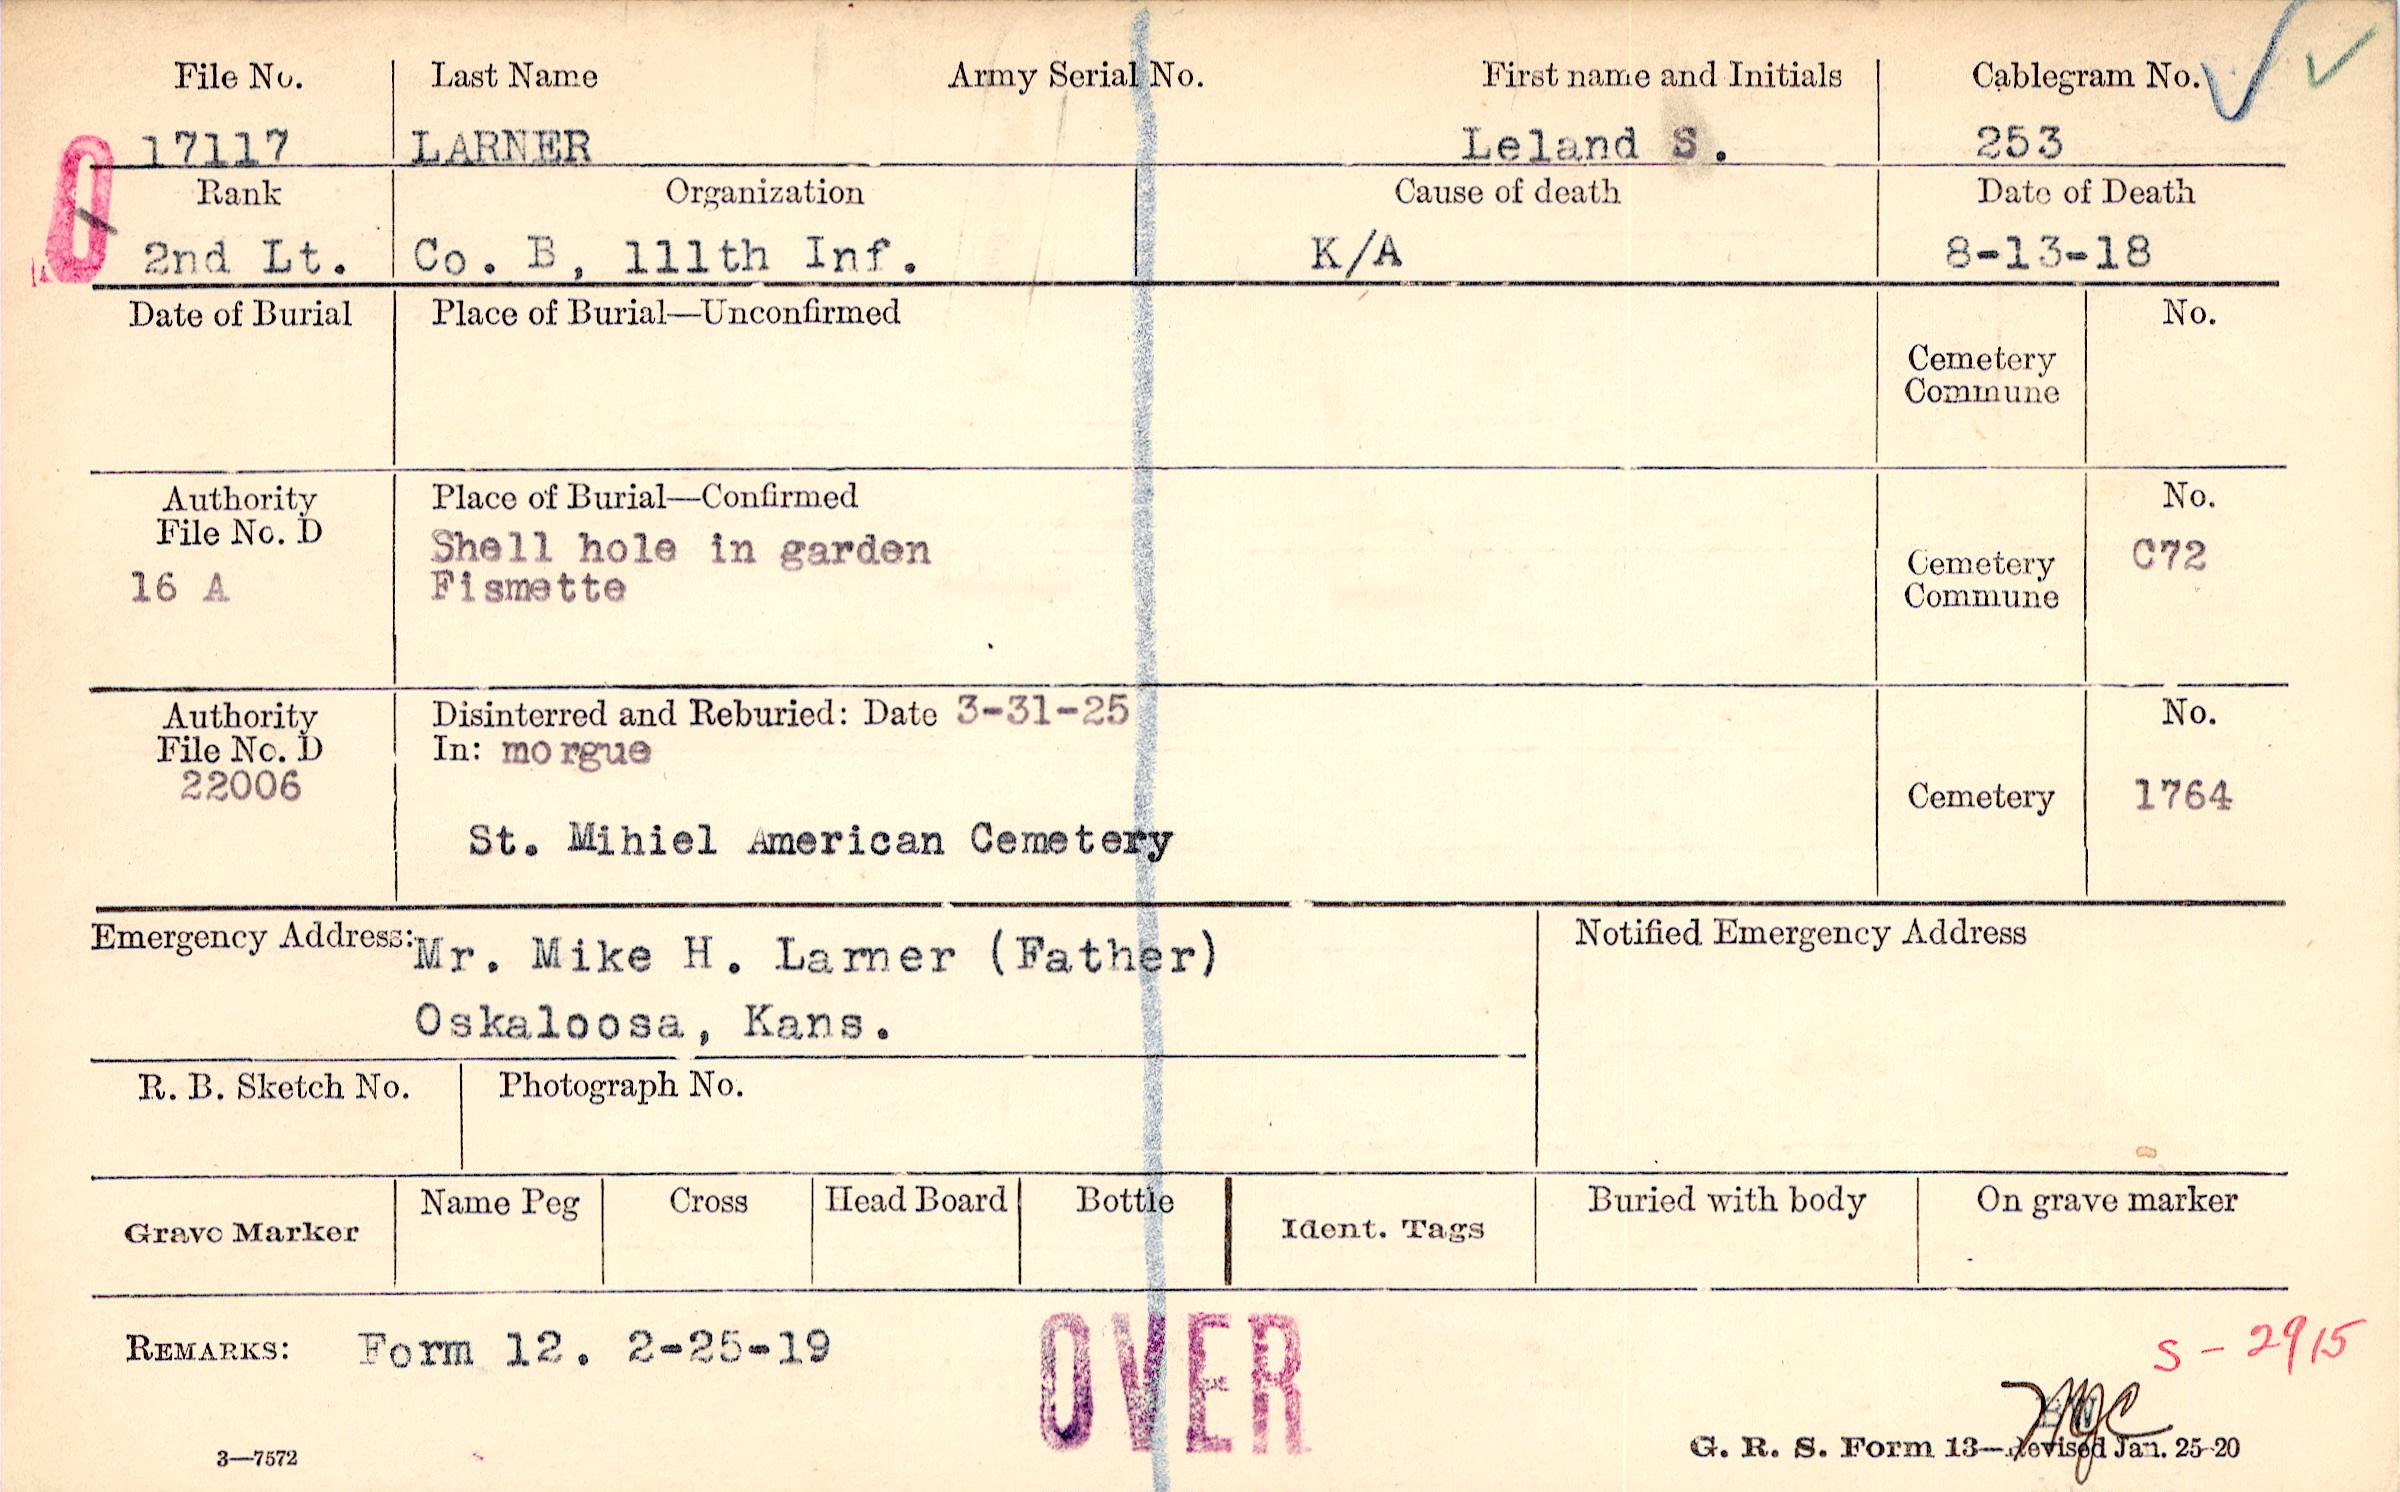 File No. Last Name Army Serial No. First name and Initials Cablegram No.
17117 LARNER Leland S. 253
Rank Organization Cause of death Date of Death
2nd Lt. Co. B, 111th Inf. K/A 8-13-18
Date of Burial Place of Burial—Unconfirmed No.
Cemetery
Commune
Authority Place of Burial—Confirmed No.
File No. D Shell hole in garden Cemetery C72
16 A Fismette Commune
Authority Disinterred and Reburied: Date 3-31-25 No.
File No. D In: morgue
22006 Cemetery 1764
St. Mihiel American Cemetery
Emergency Address: Mr. Mike H. Larner (Father) Notified Emergency Address
Oskaloosa, Kans.
R. B. Sketch No. Photograph No.
Grave Marker Name Peg Cross Head Board Bottle Ident. Tags Buried with body On grave marker
REMARKS: Form 12. 2-25-19
OVER
S - 2915
3—7572 G. R. S. Form 13—Revised Jan. 25-20